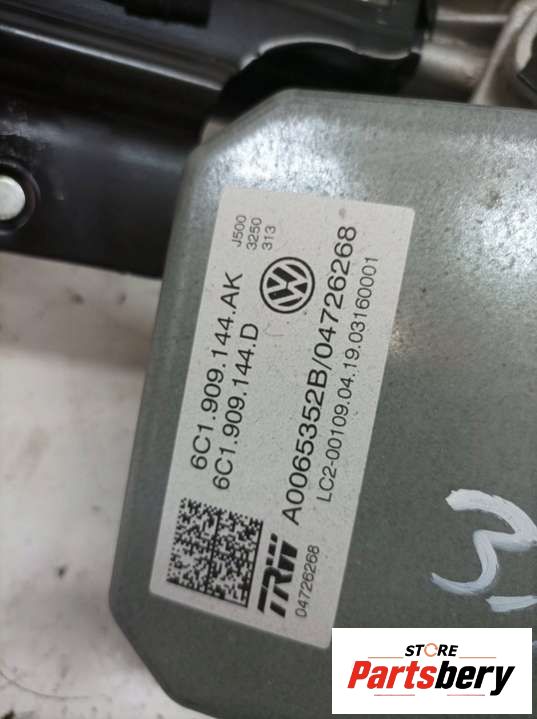 J500
3250
313
6C1.909.144.AK
6C1.909.144.D
A0065352B/04726268
LC2-00109.04.19.03160001
TRW
04726268
STORE
Partsbery